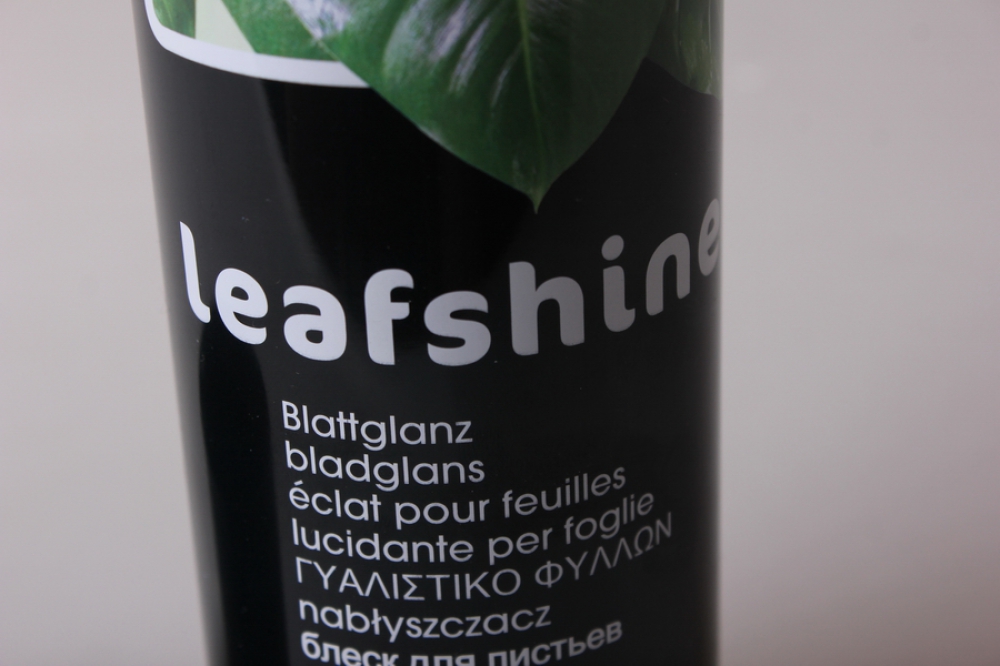 leafshine
Blattglanz
bladglans
éclat pour feuilles
lucidante per foglie
ΓΥΑΛΙΣΤΙΚΟ ΦΥΛΛΩΝ
nabłyszczacz
блеск для листьев